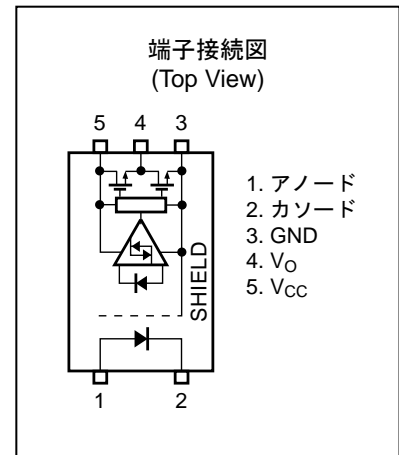 端子接続図
(Top View)
5 4 3
SHIELD
1 2
1. アノード
2. カソード
3. GND
4. VO
5. VCC